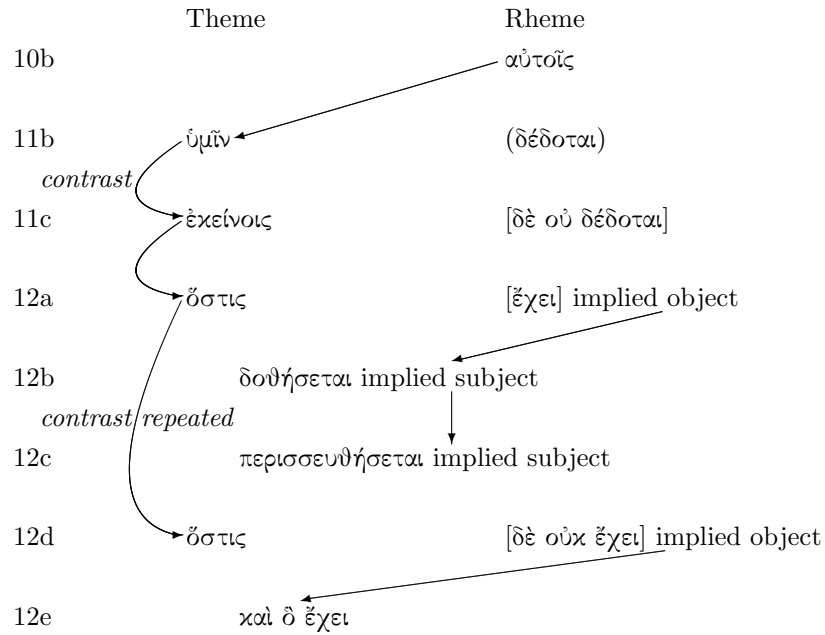 Theme Rheme
10b αὐτοῖς
11b ὑμῖν (δέδοται)
contrast
11c ἐκείνοις [δὲ οὐ δέδοται]
12a ὅστις [ἔχει] implied object
12b δοθήσεται implied subject
contrast repeated
12c περισσευθήσεται implied subject
12d ὅστις [δὲ οὐκ ἔχει] implied object
12e καὶ ὃ ἔχει